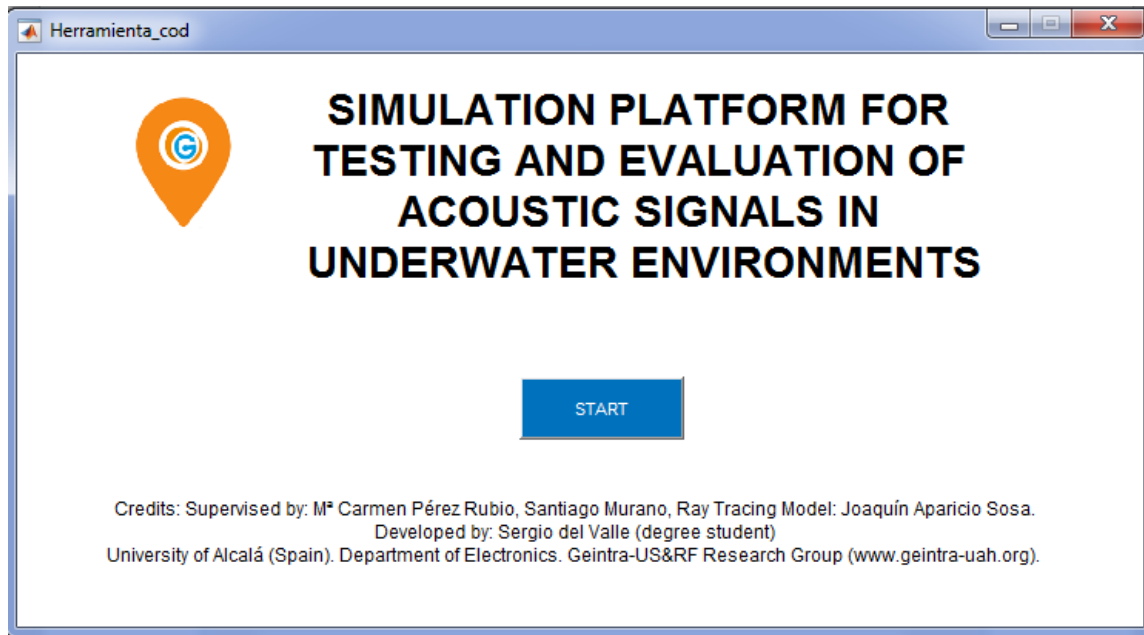 Herramienta_cod
G
SIMULATION PLATFORM FOR
TESTING AND EVALUATION OF
ACOUSTIC SIGNALS IN
UNDERWATER ENVIRONMENTS
START
Credits: Supervised by: Mª Carmen Pérez Rubio, Santiago Murano, Ray Tracing Model: Joaquín Aparicio Sosa.
Developed by: Sergio del Valle (degree student)
University of Alcalá (Spain). Department of Electronics. Geintra-US&RF Research Group (www.geintra-uah.org).